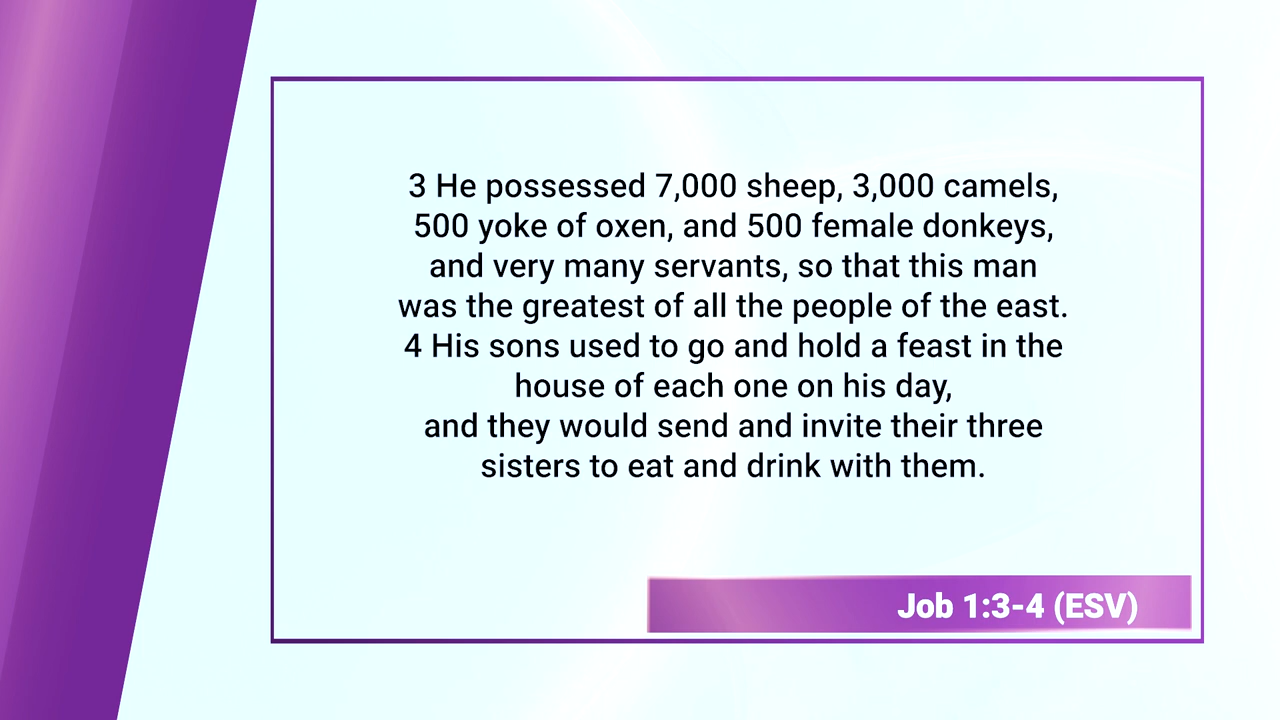 3 He possessed 7,000 sheep, 3,000 camels,
500 yoke of oxen, and 500 female donkeys,
and very many servants, so that this man
was the greatest of all the people of the east.
4 His sons used to go and hold a feast in the
house of each one on his day,
and they would send and invite their three
sisters to eat and drink with them.
Job 1:3-4 (ESV)